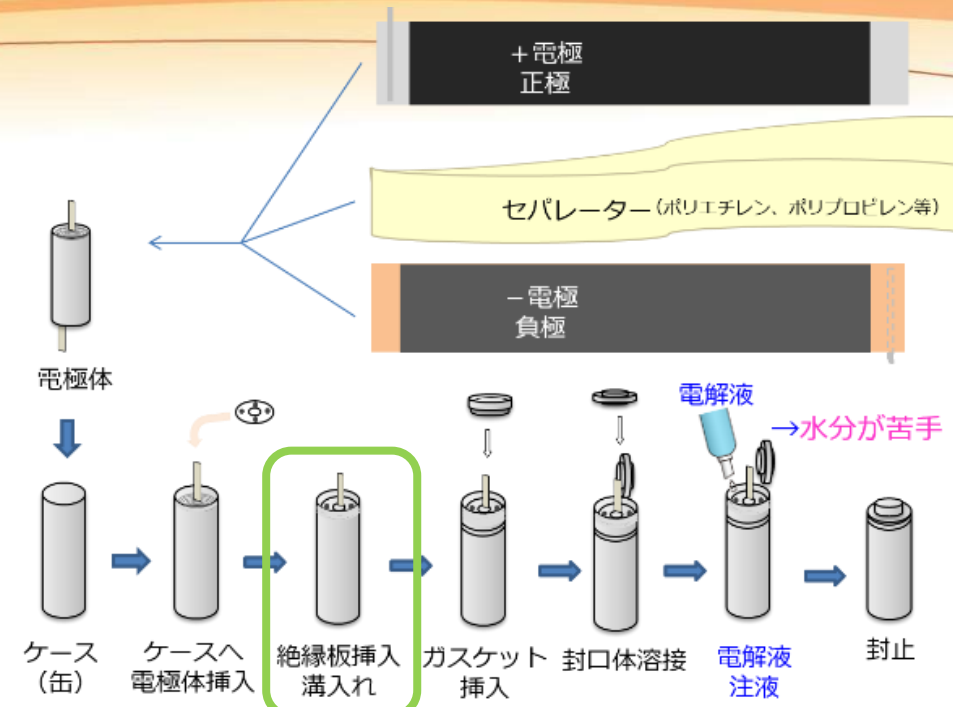 +電極
正極
セパレーター(ポリエチレン、ポリプロピレン等)
-電極
負極
電極体
電解液
→水分が苦手
ケース
(缶)
ケースへ
電極体挿入
絶縁板挿入
溝入れ
ガスケット
挿入
封口体溶接
電解液
注液
封止